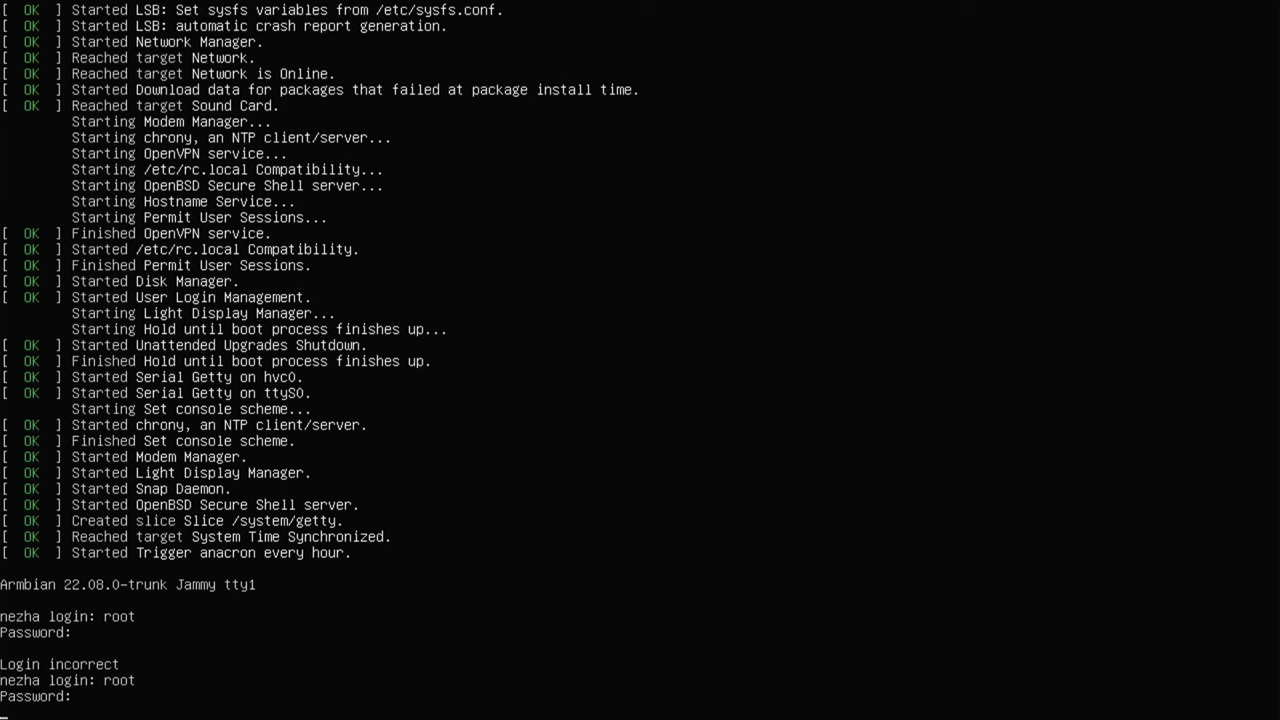 [  OK  ] Started LSB: Set sysfs variables from /etc/sysfs.conf.
[  OK  ] Started LSB: automatic crash report generation.
[  OK  ] Started Network Manager.
[  OK  ] Reached target Network.
[  OK  ] Reached target Network is Online.
[  OK  ] Started Download data for packages that failed at package install time.
[  OK  ] Reached target Sound Card.
         Starting Modem Manager...
         Starting chrony, an NTP client/server...
         Starting OpenVPN service...
         Starting /etc/rc.local Compatibility...
         Starting OpenBSD Secure Shell server...
         Starting Hostname Service...
         Starting Permit User Sessions...
[  OK  ] Finished OpenVPN service.
[  OK  ] Started /etc/rc.local Compatibility.
[  OK  ] Finished Permit User Sessions.
[  OK  ] Started Disk Manager.
[  OK  ] Started User Login Management.
         Starting Light Display Manager...
         Starting Hold until boot process finishes up...
[  OK  ] Started Unattended Upgrades Shutdown.
[  OK  ] Finished Hold until boot process finishes up.
[  OK  ] Started Serial Getty on hvc0.
[  OK  ] Started Serial Getty on ttyS0.
         Starting Set console scheme...
[  OK  ] Started chrony, an NTP client/server.
[  OK  ] Finished Set console scheme.
[  OK  ] Started Modem Manager.
[  OK  ] Started Light Display Manager.
[  OK  ] Started Snap Daemon.
[  OK  ] Started OpenBSD Secure Shell server.
[  OK  ] Created slice Slice /system/getty.
[  OK  ] Reached target System Time Synchronized.
[  OK  ] Started Trigger anacron every hour.
Armbian 22.08.0-trunk Jammy tty1
nezha login: root
Password:
Login incorrect
nezha login: root
Password: